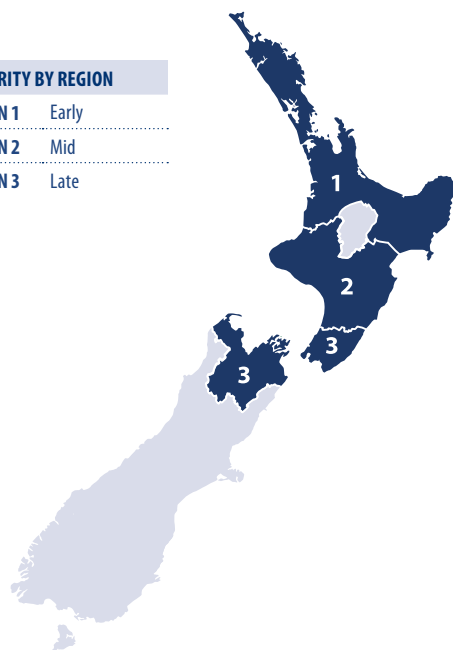 RITY BY REGION
N 1 Early
N 2 Mid
N 3 Late
1
2
3
3